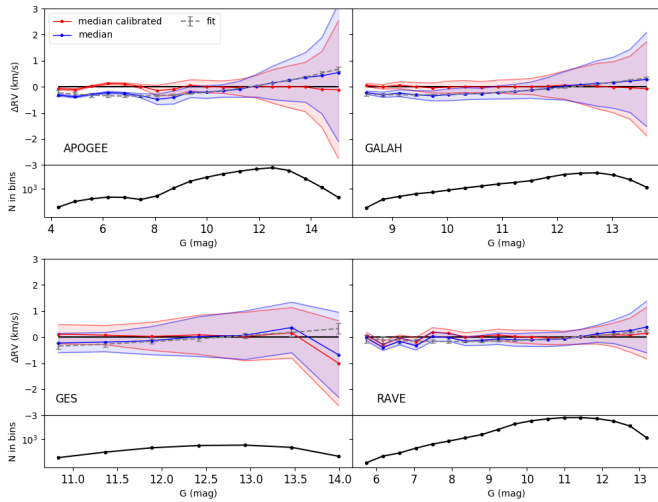 median calibrated
median
fit
ΔRV (km/s)
3
2
1
0
−1
−2
−3
APOGEE
GALAH
N in bins
10³
4 6 8 10 12 14
9 10 11 12 13
G (mag) G (mag)
ΔRV (km/s)
3
2
1
0
−1
−2
−3
GES
RAVE
N in bins
10³
11.0 11.5 12.0 12.5 13.0 13.5 14.0
6 7 8 9 10 11 12 13
G (mag) G (mag)